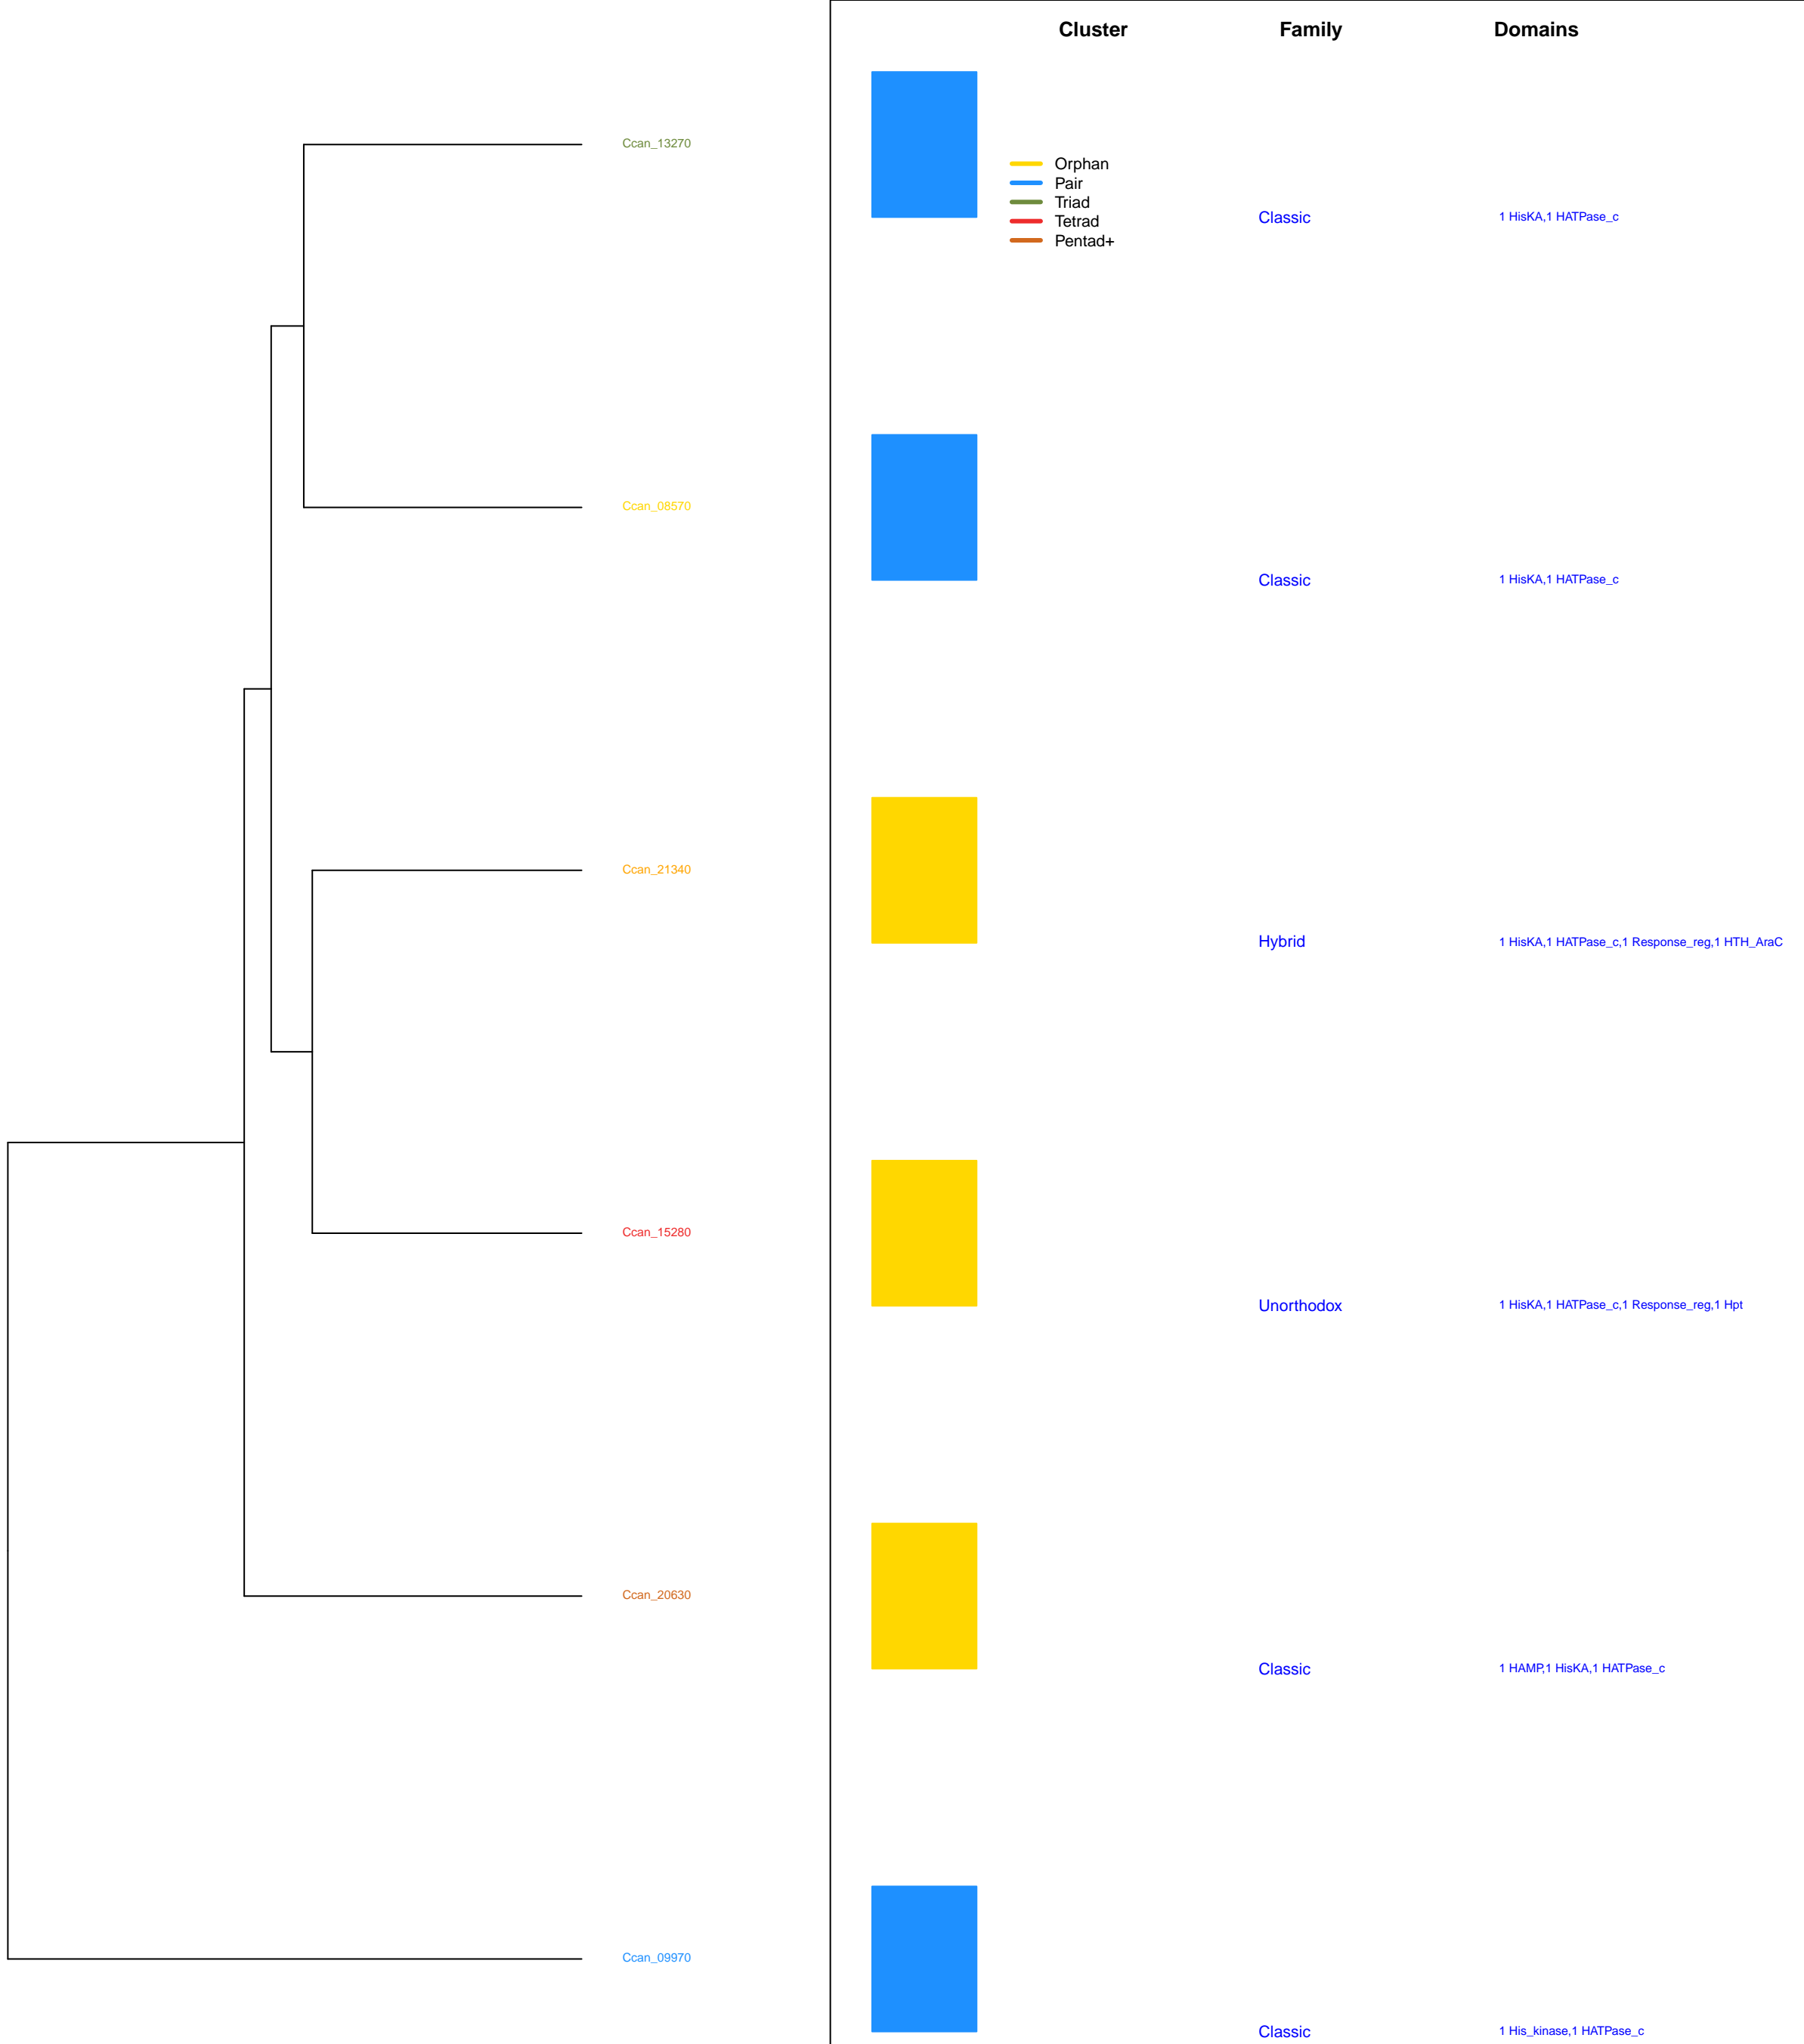 Cluster Family Domains
Ccan_13270
Orphan
Pair
Triad
Tetrad
Pentad+
Classic 1 HisKA,1 HATPase_c
Ccan_08570
Classic 1 HisKA,1 HATPase_c
Ccan_21340
Hybrid 1 HisKA,1 HATPase_c,1 Response_reg,1 HTH_AraC
Ccan_15280
Unorthodox 1 HisKA,1 HATPase_c,1 Response_reg,1 Hpt
Ccan_20630
Classic 1 HAMP,1 HisKA,1 HATPase_c
Ccan_09970
Classic 1 His_kinase,1 HATPase_c